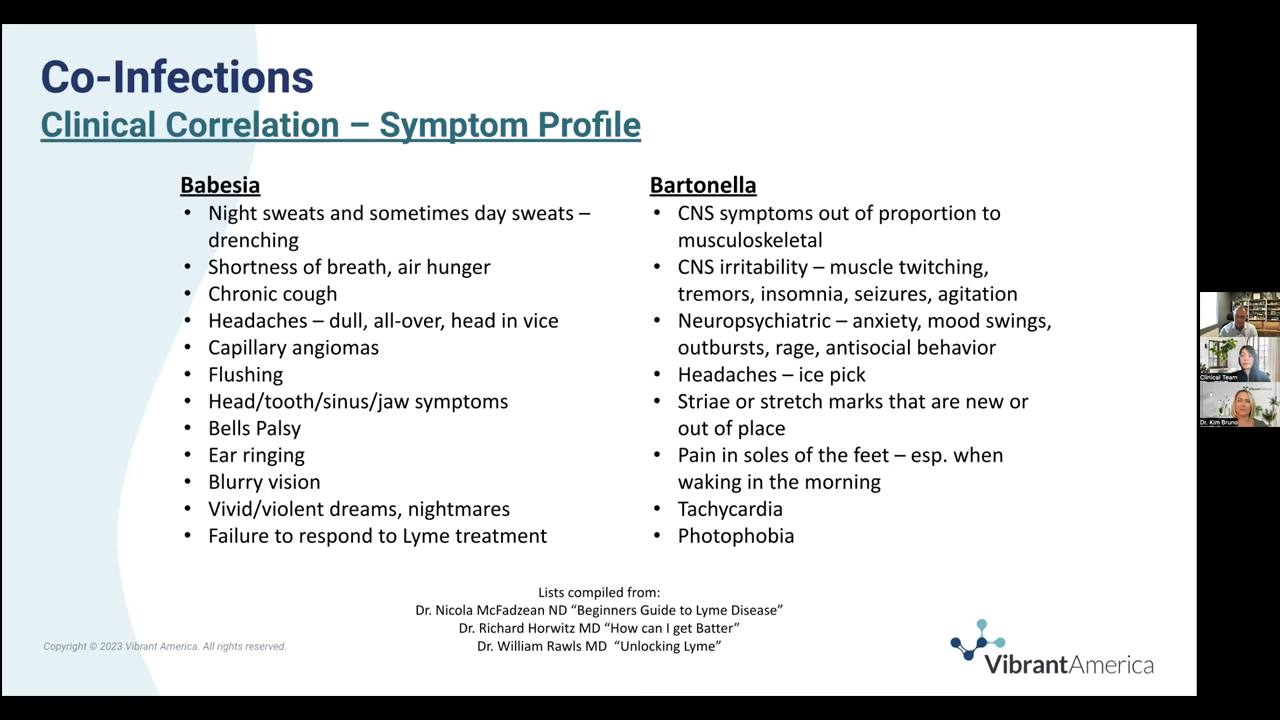 Co-Infections
Clinical Correlation – Symptom Profile
Babesia
• Night sweats and sometimes day sweats –
drenching
• Shortness of breath, air hunger
• Chronic cough
• Headaches – dull, all-over, head in vice
• Capillary angiomas
• Flushing
• Head/tooth/sinus/jaw symptoms
• Bells Palsy
• Ear ringing
• Blurry vision
• Vivid/violent dreams, nightmares
• Failure to respond to Lyme treatment
Bartonella
• CNS symptoms out of proportion to
musculoskeletal
• CNS irritability – muscle twitching,
tremors, insomnia, seizures, agitation
• Neuropsychiatric – anxiety, mood swings,
outbursts, rage, antisocial behavior
• Headaches – ice pick
• Striae or stretch marks that are new or
out of place
• Pain in soles of the feet – esp. when
waking in the morning
• Tachycardia
• Photophobia
Lists compiled from:
Dr. Nicola McFadzean ND “Beginners Guide to Lyme Disease”
Dr. Richard Horwitz MD “How can I get Batter”
Dr. William Rawls MD “Unlocking Lyme”
Copyright © 2023 Vibrant America. All rights reserved.
VibrantAmerica
Clinical Team
Dr. Kim Bruno